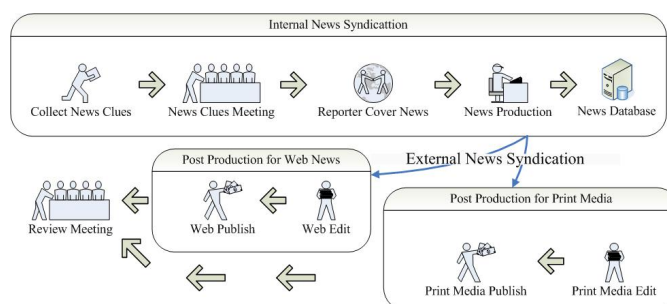 Internal News Syndicattion
Collect News Clues
News Clues Meeting
Reporter Cover News
News Production
News Database
External News Syndication
Post Production for Web News
Web Publish
Web Edit
Review Meeting
Post Production for Print Media
Print Media Publish
Print Media Edit